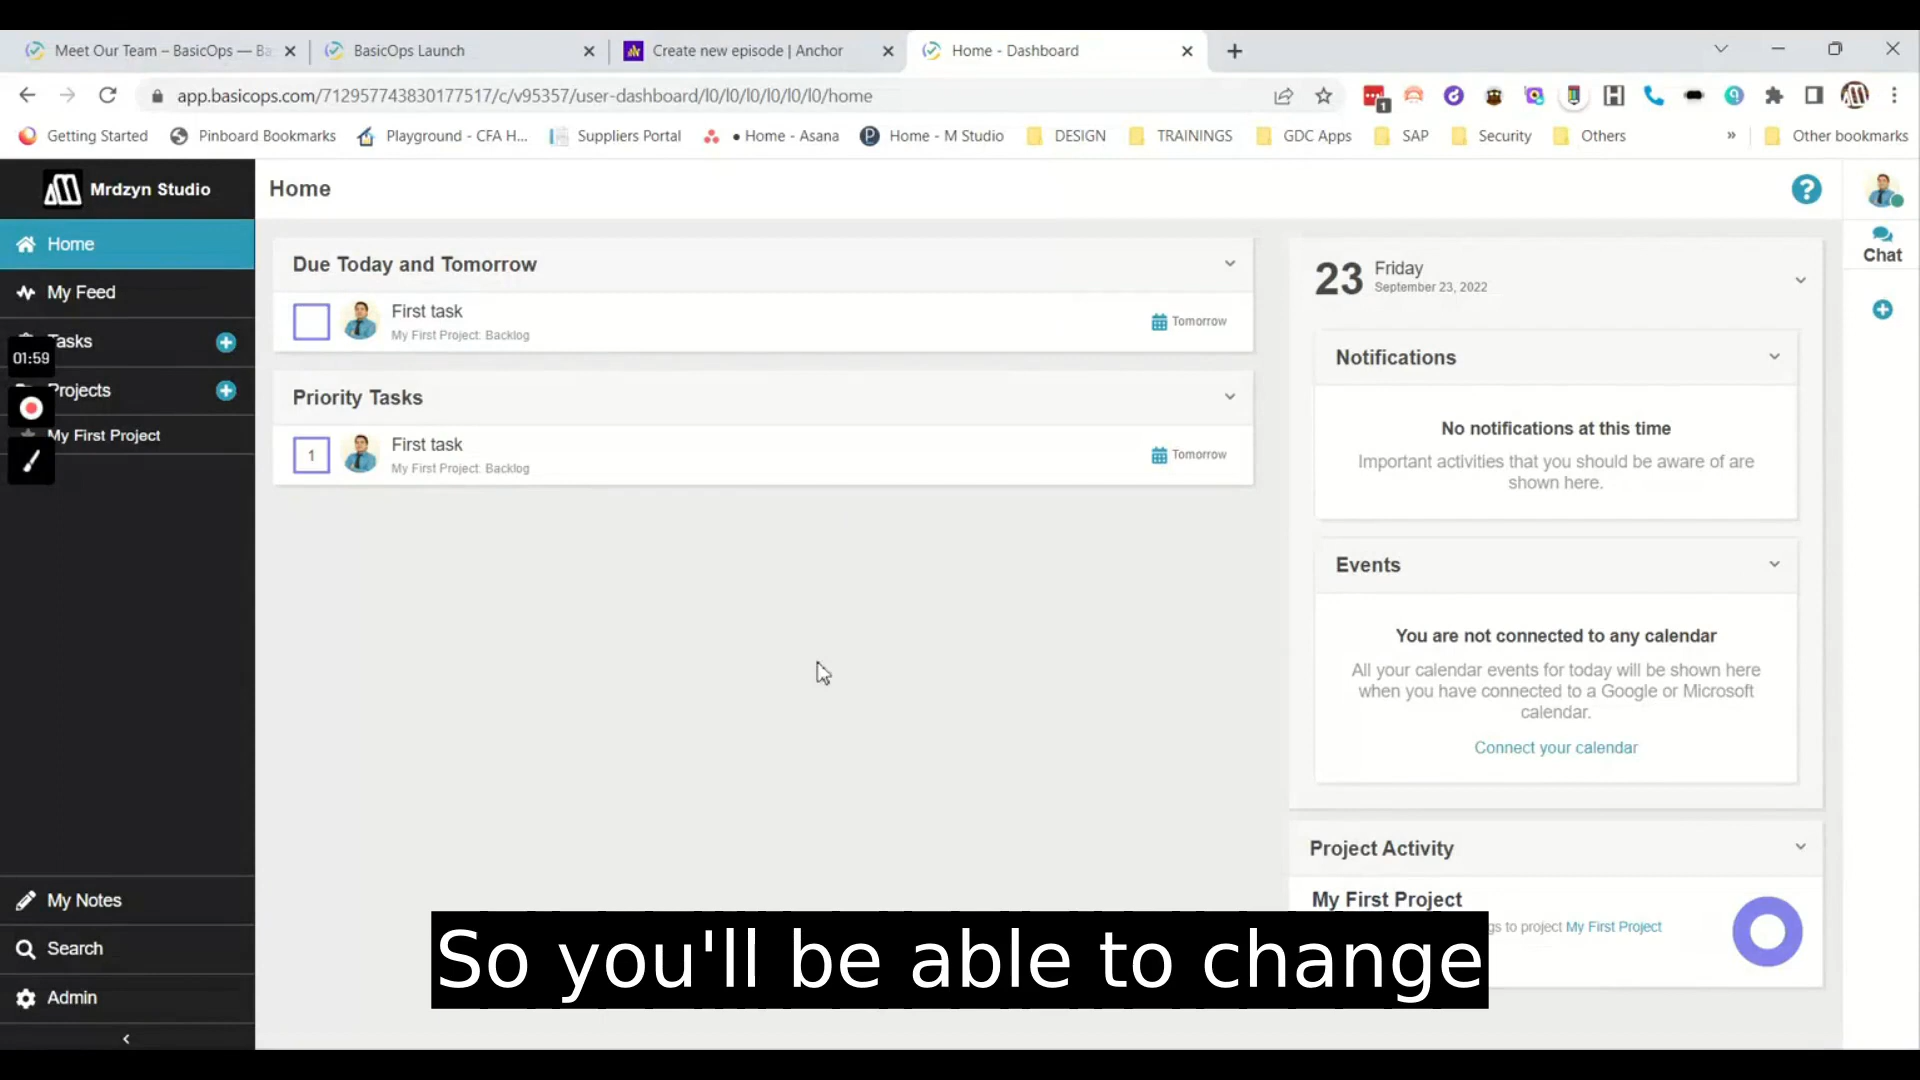 Meet Our Team – BasicOps — Ba
BasicOps Launch
Create new episode | Anchor
Home - Dashboard
app.basicops.com/712957743830177517/c/v95357/user-dashboard/l0/l0/l0/l0/l0/l0/home
1
Getting Started
Pinboard Bookmarks
Playground - CFA H...
Suppliers Portal
• Home - Asana
Home - M Studio
DESIGN
TRAININGS
GDC Apps
SAP
Security
Others
»
Other bookmarks
Mrdzyn Studio
Home
My Feed
Tasks
01:59
Projects
My First Project
My Notes
Search
Admin
Home
?
Chat
Due Today and Tomorrow
First task
My First Project: Backlog
Tomorrow
Priority Tasks
1
First task
My First Project: Backlog
Tomorrow
23
Friday
September 23, 2022
Notifications
No notifications at this time
Important activities that you should be aware of are
shown here.
Events
You are not connected to any calendar
All your calendar events for today will be shown here
when you have connected to a Google or Microsoft
calendar.
Connect your calendar
Project Activity
My First Project
gs to project My First Project
So you'll be able to change